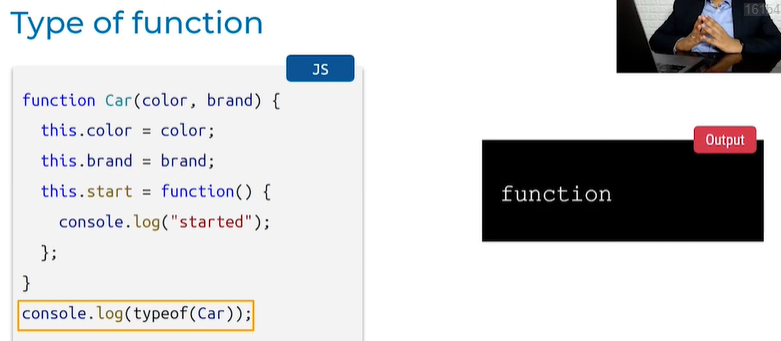 Type of function
JS
function Car(color, brand) {
this.color = color;
this.brand = brand;
this.start = function() {
console.log("started");
};
}
console.log(typeof(Car));
Output
function